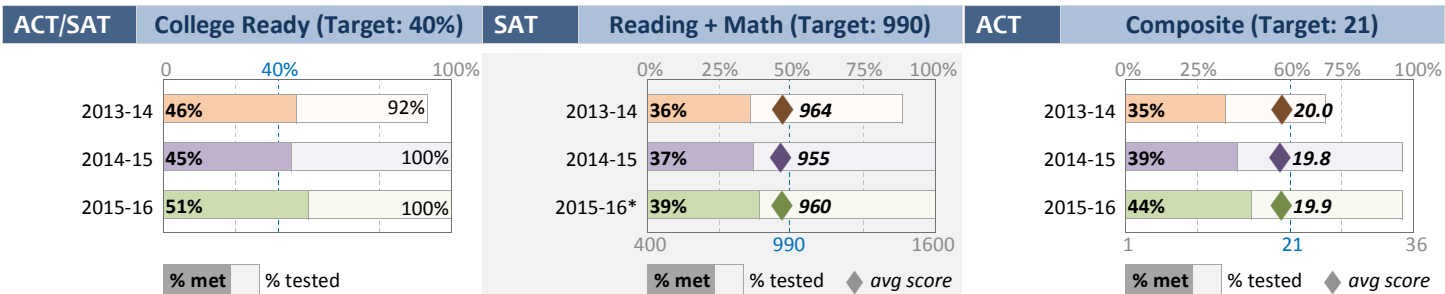 ACT/SAT College Ready (Target: 40%)
0 40% 100%
2013-14 46% 92%
2014-15 45% 100%
2015-16 51% 100%
% met % tested
SAT Reading + Math (Target: 990)
0% 25% 50% 75% 100%
2013-14 36% 964
2014-15 37% 955
2015-16* 39% 960
400 990 1600
% met % tested avg score
ACT Composite (Target: 21)
0% 25% 60% 75% 100%
2013-14 35% 20.0
2014-15 39% 19.8
2015-16 44% 19.9
1 21 36
% met % tested avg score